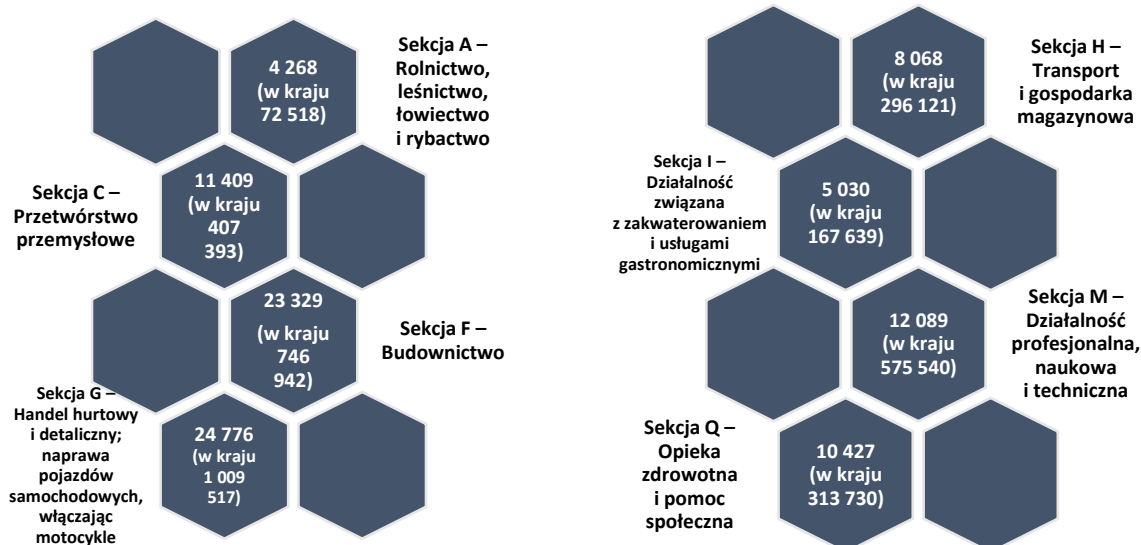 4 268
(w kraju
72 518)
Sekcja A –
Rolnictwo,
leśnictwo,
łowiectwo
i rybactwo
Sekcja C –
Przetwórstwo
przemysłowe
11 409
(w kraju
407
393)
23 329
(w kraju
746
942)
Sekcja F –
Budownictwo
Sekcja G –
Handel hurtowy
i detaliczny;
naprawa
pojazdów
samochodowych,
włączając
motocykle
24 776
(w kraju
1 009
517)
8 068
(w kraju
296 121)
Sekcja H –
Transport
i gospodarka
magazynowa
Sekcja I –
Działalność
związana
z zakwaterowaniem
i usługami
gastronomicznymi
5 030
(w kraju
167 639)
12 089
(w kraju
575 540)
Sekcja M –
Działalność
profesjonalna,
naukowa
i techniczna
Sekcja Q –
Opieka
zdrowotna
i pomoc
społeczna
10 427
(w kraju
313 730)